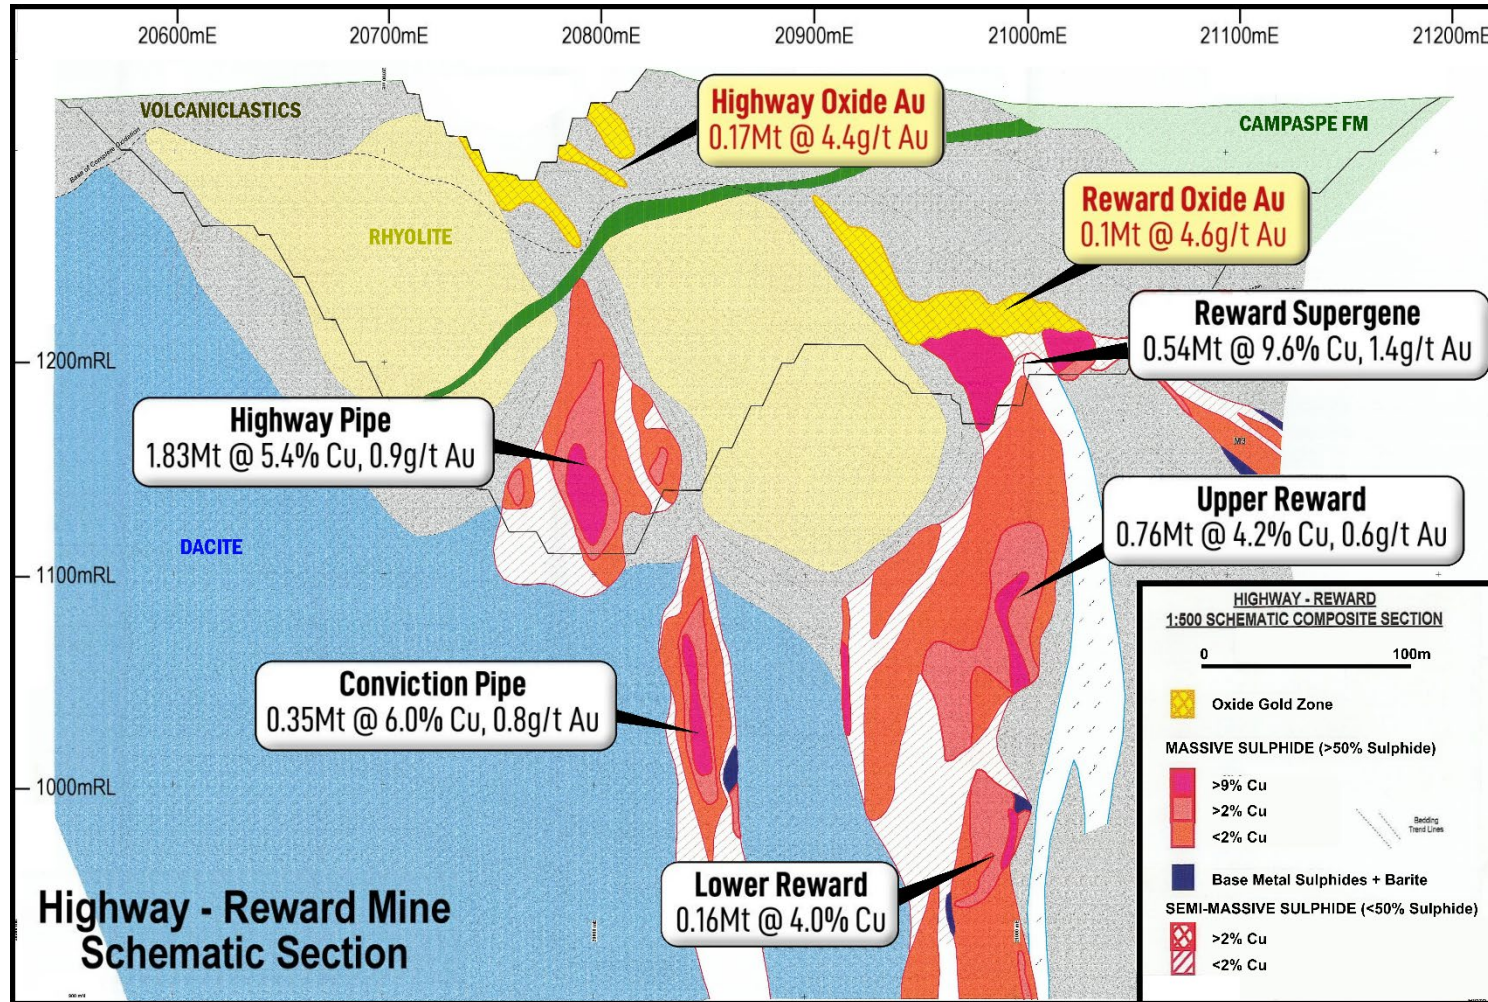 20600mE 20700mE 20800mE 20900mE 21000mE 21100mE 21200mE
VOLCANICLASTICS
Base of Complete Oxidation
Highway Oxide Au
0.17Mt @ 4.4g/t Au
CAMPASPE FM
RHYOLITE
Reward Oxide Au
0.1Mt @ 4.6g/t Au
Reward Supergene
0.54Mt @ 9.6% Cu, 1.4g/t Au
1200mRL
Highway Pipe
1.83Mt @ 5.4% Cu, 0.9g/t Au
Upper Reward
0.76Mt @ 4.2% Cu, 0.6g/t Au
DACITE
1100mRL
Conviction Pipe
0.35Mt @ 6.0% Cu, 0.8g/t Au
1000mRL
Lower Reward
0.16Mt @ 4.0% Cu
Highway - Reward Mine
Schematic Section
HIGHWAY - REWARD
1:500 SCHEMATIC COMPOSITE SECTION
0 100m
Oxide Gold Zone
MASSIVE SULPHIDE (>50% Sulphide)
>9% Cu
>2% Cu
<2% Cu
Bedding
Trend Lines
Base Metal Sulphides + Barite
SEMI-MASSIVE SULPHIDE (<50% Sulphide)
>2% Cu
<2% Cu